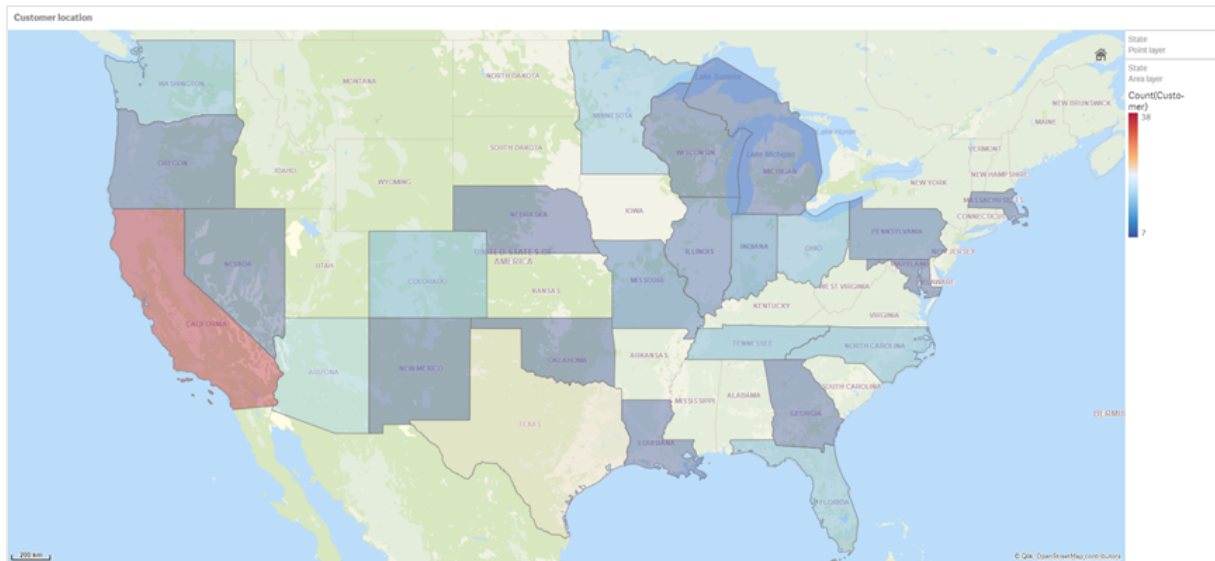 Customer location
State
Point layer
State
Area layer
Count(Custo-
mer)
38
7
Lake Superior
NORTH DAKOTA
MONTANA
WASHINGTON
NEW BRUNSWICK
MINNESOTA
MAINE
Lake Huron
VERMONT
SOUTH DAKOTA
WISCONSIN
Lake Michigan
OREGON
IDAHO
MICHIGAN
NEW HAMPSHIRE
WYOMING
NEW YORK
MASSACHUSETTS
IOWA
NEBRASKA
CONNECTICUT
PENNSYLVANIA
UNITED STATES OF
AMERICA
ILLINOIS
INDIANA
OHIO
NEW JERSEY
NEVADA
UTAH
MARYLAND
COLORADO
MISSOURI
DELAWARE
WEST VIRGINIA
KANSAS
KENTUCKY
VIRGINIA
CALIFORNIA
TENNESSEE
NORTH CAROLINA
ARKANSAS
OKLAHOMA
NEW MEXICO
ARIZONA
SOUTH CAROLINA
MISSISSIPPI
ALABAMA
GEORGIA
TEXAS
LOUISIANA
FLORIDA
200 km
© Qlik, OpenStreetMap contributors